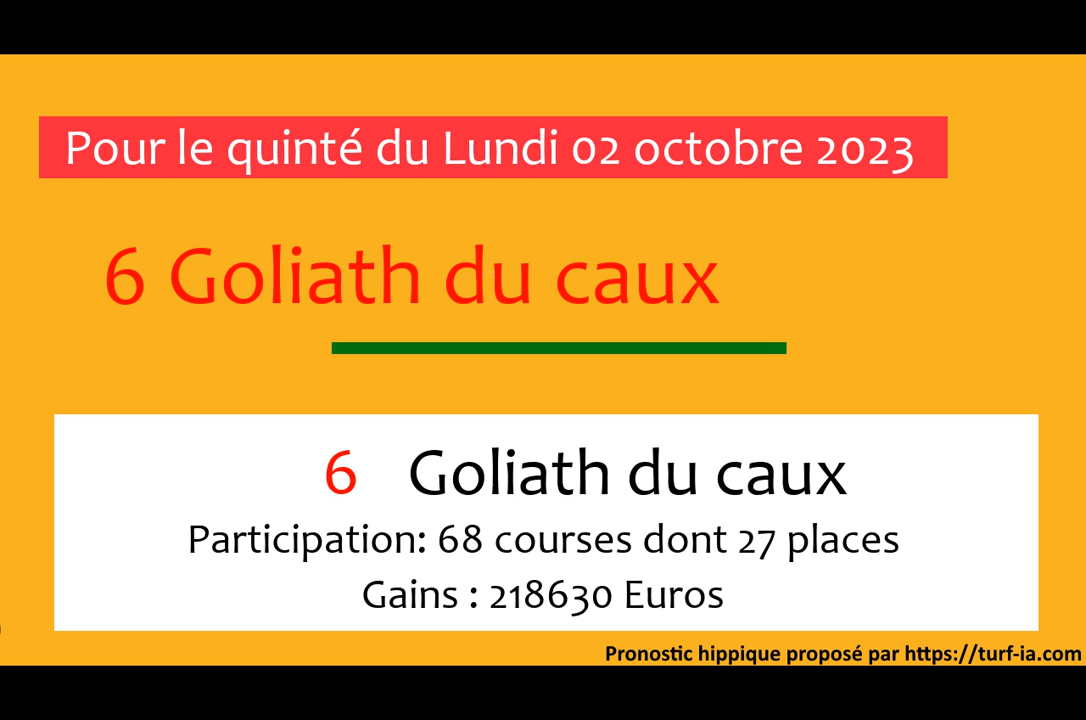 Pour le quinté du Lundi 02 octobre 2023
6 Goliath du caux
6 Goliath du caux
Participation: 68 courses dont 27 places
Gains : 218630 Euros
Pronostic hippique proposé par https://turf-ia.com